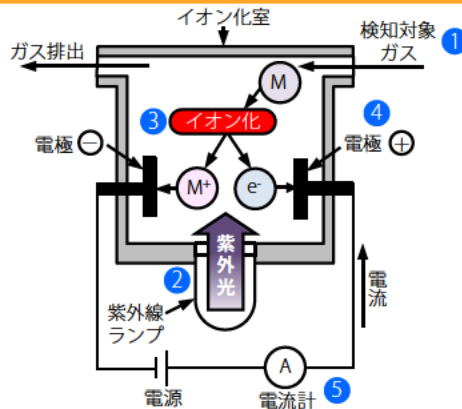 イオン化室
ガス排出
検知対象
ガス
1
M
3
イオン化
4
電極 ⊖
電極 ⊕
M⁺
e⁻
紫外光
2
紫外線
ランプ
電流
電源
A
電流計
5